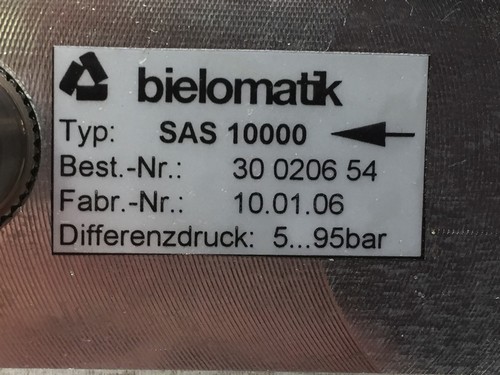 bielomatik
Typ: SAS 10000
Best.-Nr.: 30 0206 54
Fabr.-Nr.: 10.01.06
Differenzdruck: 5...95bar